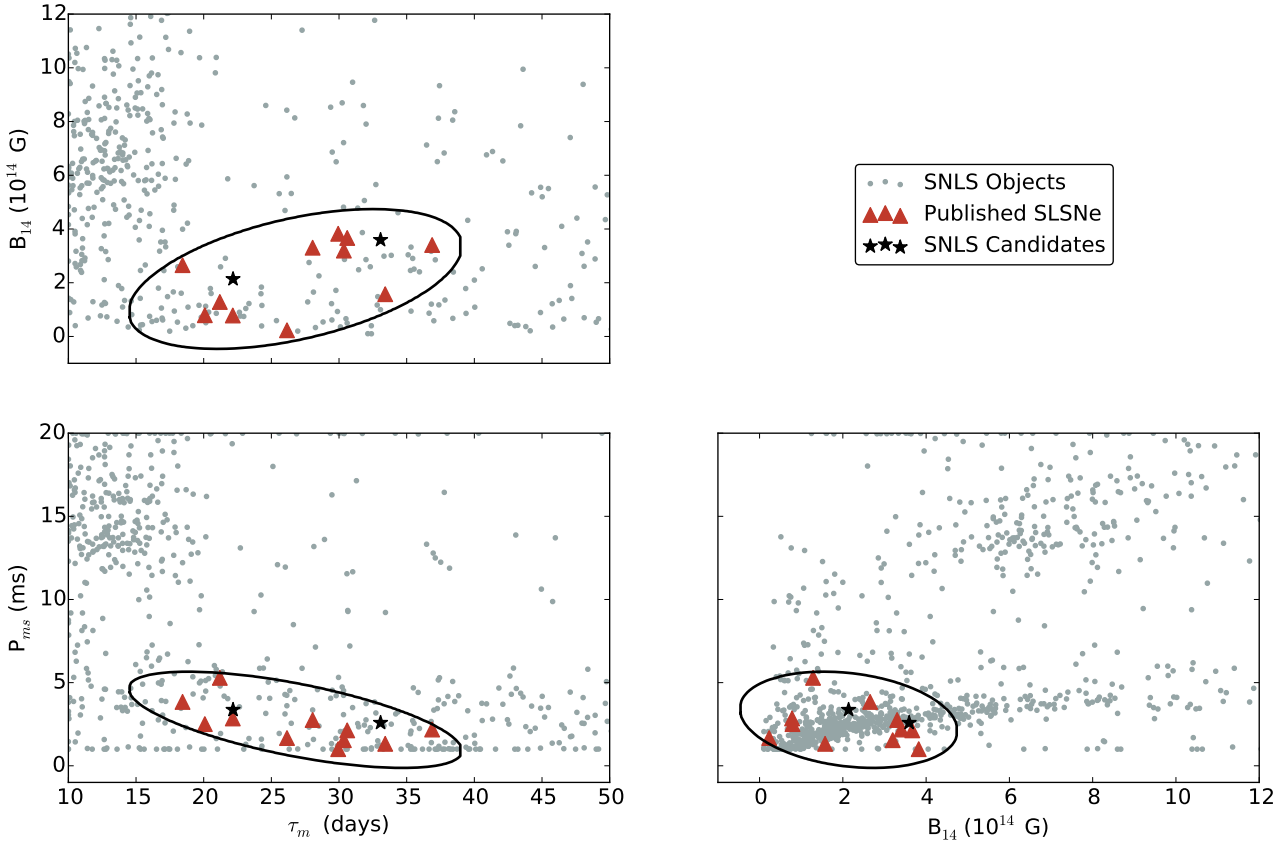 12
10
8
6
4
2
0
B14 (10^14 G)
SNLS Objects
Published SLSNe
SNLS Candidates
20
15
10
5
0
P_ms (ms)
10 15 20 25 30 35 40 45 50
τ_m (days)
0 2 4 6 8 10 12
B14 (10^14 G)